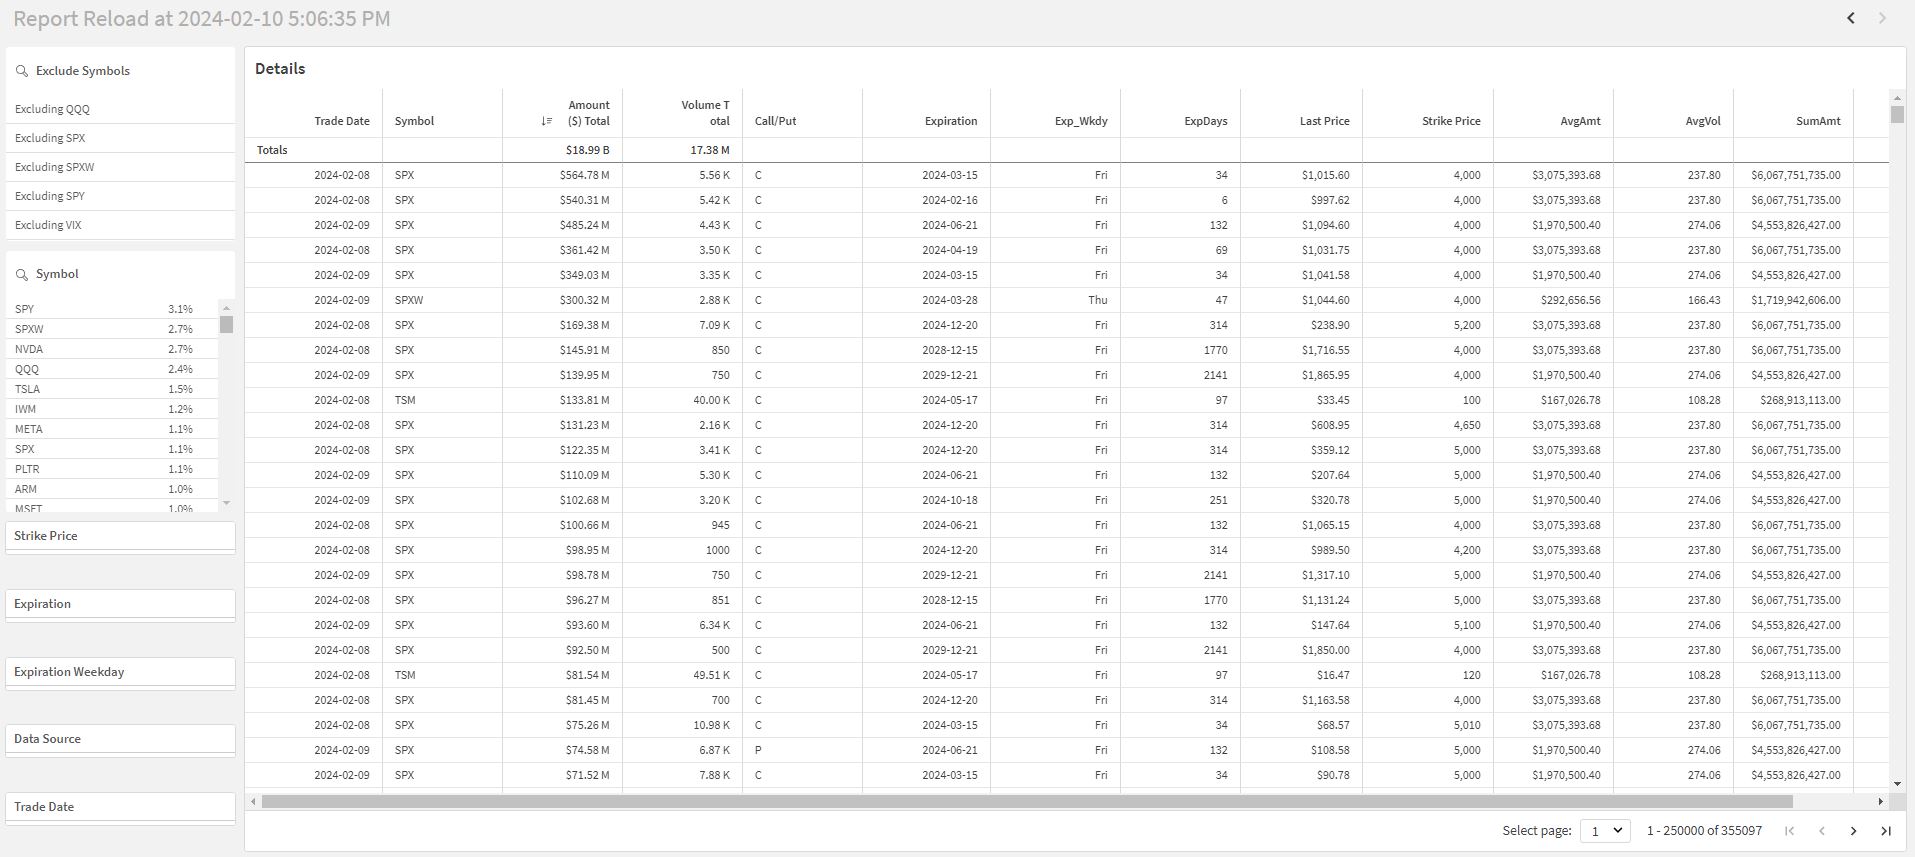 Report Reload at 2024-02-10 5:06:35 PM
Exclude Symbols
Excluding QQQ
Excluding SPX
Excluding SPXW
Excluding SPY
Excluding VIX
Symbol
SPY 3.1%
SPXW 2.7%
NVDA 2.7%
QQQ 2.4%
TSLA 1.5%
IWM 1.2%
META 1.1%
SPX 1.1%
PLTR 1.1%
ARM 1.0%
MSFT 1.0%
Strike Price
Expiration
Expiration Weekday
Data Source
Trade Date
Details
Trade Date Symbol Amount ($) Total Volume T otal Call/Put Expiration Exp_Wkdy ExpDays Last Price Strike Price AvgAmt AvgVol SumAmt
Totals $18.99 B 17.38 M
2024-02-08 SPX $564.78 M 5.56 K C 2024-03-15 Fri 34 $1,015.60 4,000 $3,075,393.68 237.80 $6,067,751,735.00
2024-02-08 SPX $540.31 M 5.42 K C 2024-02-16 Fri 6 $997.62 4,000 $3,075,393.68 237.80 $6,067,751,735.00
2024-02-09 SPX $485.24 M 4.43 K C 2024-06-21 Fri 132 $1,094.60 4,000 $1,970,500.40 274.06 $4,553,826,427.00
2024-02-08 SPX $361.42 M 3.50 K C 2024-04-19 Fri 69 $1,031.75 4,000 $3,075,393.68 237.80 $6,067,751,735.00
2024-02-09 SPX $349.03 M 3.35 K C 2024-03-15 Fri 34 $1,041.58 4,000 $1,970,500.40 274.06 $4,553,826,427.00
2024-02-09 SPXW $300.32 M 2.88 K C 2024-03-28 Thu 47 $1,044.60 4,000 $292,656.56 166.43 $1,719,942,606.00
2024-02-08 SPX $169.38 M 7.09 K C 2024-12-20 Fri 314 $238.90 5,200 $3,075,393.68 237.80 $6,067,751,735.00
2024-02-08 SPX $145.91 M 850 C 2028-12-15 Fri 1770 $1,716.55 4,000 $3,075,393.68 237.80 $6,067,751,735.00
2024-02-09 SPX $139.95 M 750 C 2029-12-21 Fri 2141 $1,865.95 4,000 $1,970,500.40 274.06 $4,553,826,427.00
2024-02-08 TSM $133.81 M 40.00 K C 2024-05-17 Fri 97 $33.45 100 $167,026.78 108.28 $268,913,113.00
2024-02-08 SPX $131.23 M 2.16 K C 2024-12-20 Fri 314 $608.95 4,650 $3,075,393.68 237.80 $6,067,751,735.00
2024-02-08 SPX $122.35 M 3.41 K C 2024-12-20 Fri 314 $359.12 5,000 $3,075,393.68 237.80 $6,067,751,735.00
2024-02-09 SPX $110.09 M 5.30 K C 2024-06-21 Fri 132 $207.64 5,000 $1,970,500.40 274.06 $4,553,826,427.00
2024-02-09 SPX $102.68 M 3.20 K C 2024-10-18 Fri 251 $320.78 5,000 $1,970,500.40 274.06 $4,553,826,427.00
2024-02-08 SPX $100.66 M 945 C 2024-06-21 Fri 132 $1,065.15 4,000 $3,075,393.68 237.80 $6,067,751,735.00
2024-02-08 SPX $98.95 M 1000 C 2024-12-20 Fri 314 $989.50 4,200 $3,075,393.68 237.80 $6,067,751,735.00
2024-02-09 SPX $98.78 M 750 C 2029-12-21 Fri 2141 $1,317.10 5,000 $1,970,500.40 274.06 $4,553,826,427.00
2024-02-08 SPX $96.27 M 851 C 2028-12-15 Fri 1770 $1,131.24 5,000 $3,075,393.68 237.80 $6,067,751,735.00
2024-02-09 SPX $93.60 M 6.34 K C 2024-06-21 Fri 132 $147.64 5,100 $1,970,500.40 274.06 $4,553,826,427.00
2024-02-08 SPX $92.50 M 500 C 2029-12-21 Fri 2141 $1,850.00 4,000 $3,075,393.68 237.80 $6,067,751,735.00
2024-02-08 TSM $81.54 M 49.51 K C 2024-05-17 Fri 97 $16.47 120 $167,026.78 108.28 $268,913,113.00
2024-02-08 SPX $81.45 M 700 C 2024-12-20 Fri 314 $1,163.58 4,000 $3,075,393.68 237.80 $6,067,751,735.00
2024-02-08 SPX $75.26 M 10.98 K C 2024-03-15 Fri 34 $68.57 5,010 $3,075,393.68 237.80 $6,067,751,735.00
2024-02-09 SPX $74.58 M 6.87 K P 2024-06-21 Fri 132 $108.58 5,000 $1,970,500.40 274.06 $4,553,826,427.00
2024-02-09 SPX $71.52 M 7.88 K C 2024-03-15 Fri 34 $90.78 5,000 $1,970,500.40 274.06 $4,553,826,427.00
Select page: 1 1 - 250000 of 355097